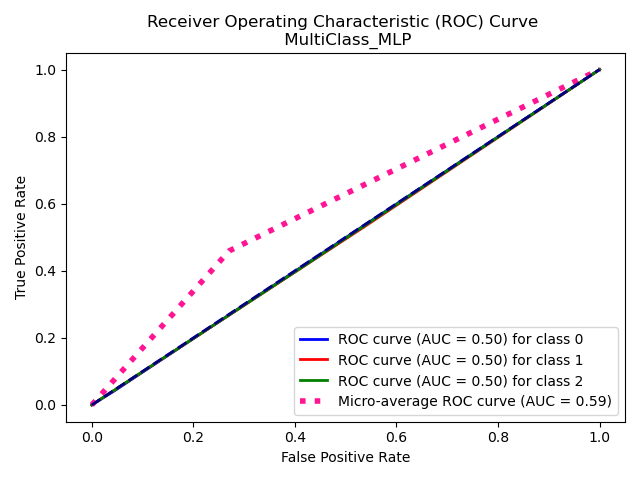 Receiver Operating Characteristic (ROC) Curve
MultiClass_MLP
True Positive Rate
1.0
0.8
0.6
0.4
0.2
0.0
ROC curve (AUC = 0.50) for class 0
ROC curve (AUC = 0.50) for class 1
ROC curve (AUC = 0.50) for class 2
Micro-average ROC curve (AUC = 0.59)
0.0 0.2 0.4 0.6 0.8 1.0
False Positive Rate